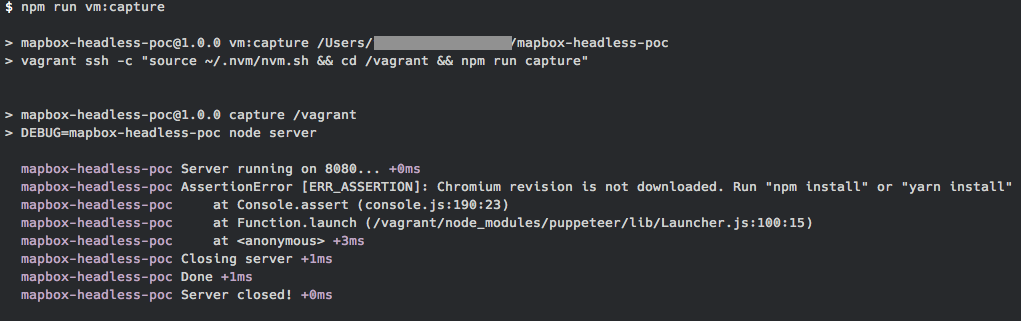 $ npm run vm:capture
> mapbox-headless-poc@1.0.0 vm:capture /Users/ /mapbox-headless-poc
> vagrant ssh -c "source ~/.nvm/nvm.sh && cd /vagrant && npm run capture"
> mapbox-headless-poc@1.0.0 capture /vagrant
> DEBUG=mapbox-headless-poc node server
mapbox-headless-poc Server running on 8080... +0ms
mapbox-headless-poc AssertionError [ERR_ASSERTION]: Chromium revision is not downloaded. Run "npm install" or "yarn install"
mapbox-headless-poc     at Console.assert (console.js:190:23)
mapbox-headless-poc     at Function.launch (/vagrant/node_modules/puppeteer/lib/Launcher.js:100:15)
mapbox-headless-poc     at <anonymous> +3ms
mapbox-headless-poc Closing server +1ms
mapbox-headless-poc Done +1ms
mapbox-headless-poc Server closed! +0ms